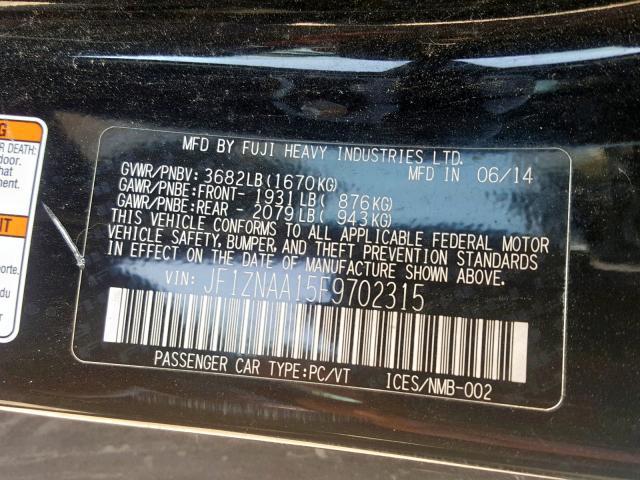 MFD BY FUJI HEAVY INDUSTRIES LTD.
MFD IN 06/14
GVWR/PNBV: 3682LB(1670KG)
GAWR/PNBE:FRONT- 1931LB( 876KG)
GAWR/PNBE:REAR - 2079LB( 943KG)
THIS VEHICLE CONFORMS TO ALL APPLICABLE FEDERAL MOTOR
VEHICLE SAFETY, BUMPER, AND THEFT PREVENTION STANDARDS
IN EFFECT ON THE DATE OF MANUFACTURE SHOWN ABOVE.
VIN: JF1ZNAA15F9702315
PASSENGER CAR TYPE:PC/VT
ICES/NMB-002
DEATH:
door.